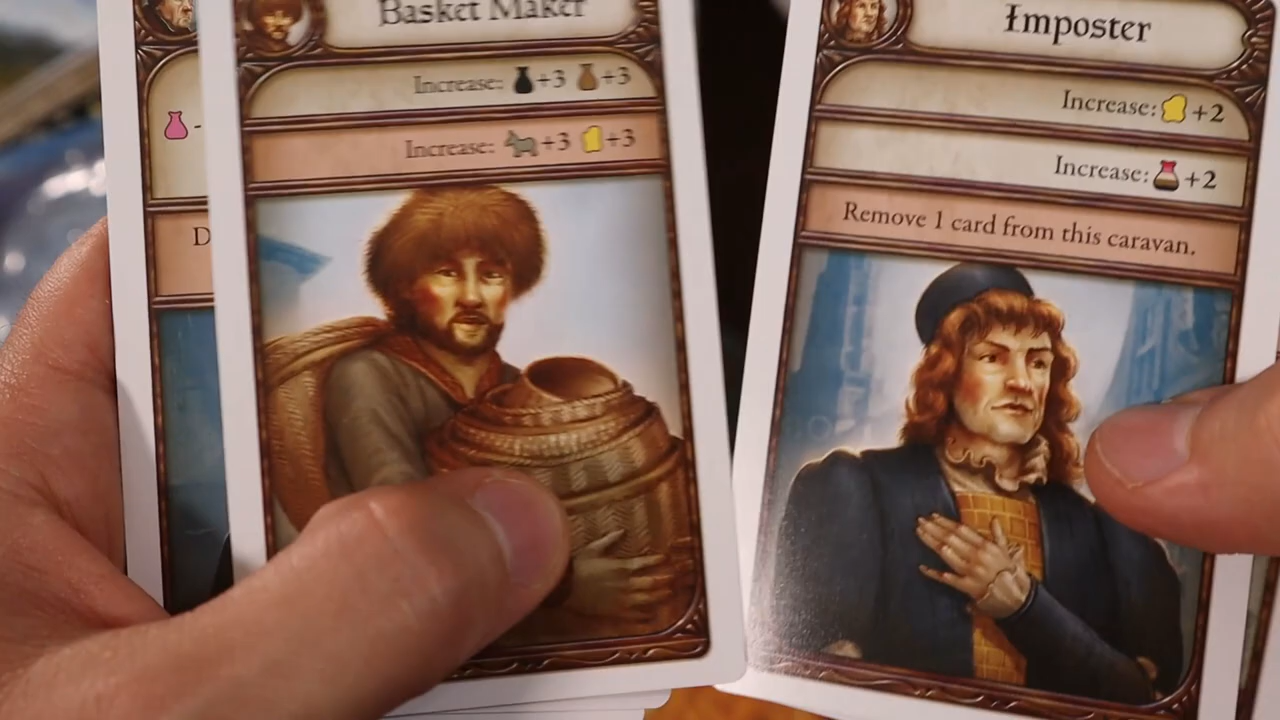 Basket Maker
Increase: +3 +3
Increase: +3 +3
-
D
Imposter
Increase: +2
Increase: +2
Remove 1 card from this caravan.